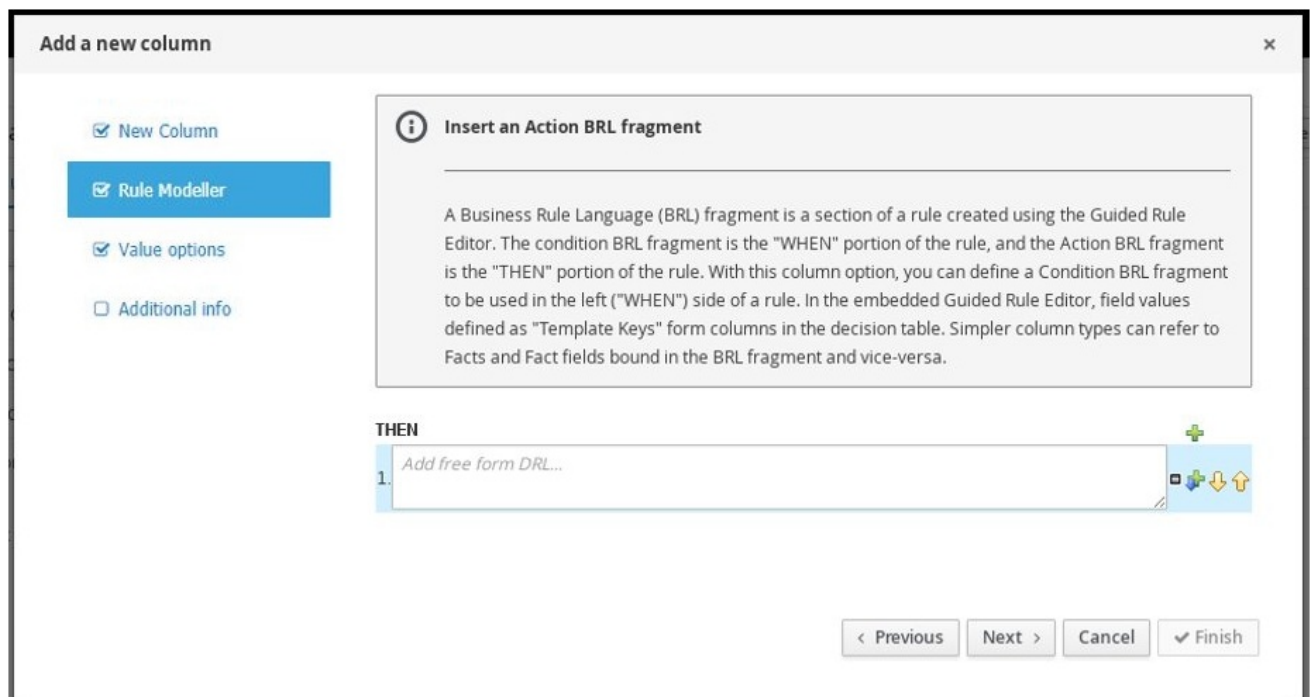 Add a new column ×
New Column
Rule Modeller
Value options
Additional info
Insert an Action BRL fragment
A Business Rule Language (BRL) fragment is a section of a rule created using the Guided Rule
Editor. The condition BRL fragment is the "WHEN" portion of the rule, and the Action BRL fragment
is the "THEN" portion of the rule. With this column option, you can define a Condition BRL fragment
to be used in the left ("WHEN") side of a rule. In the embedded Guided Rule Editor, field values
defined as "Template Keys" form columns in the decision table. Simpler column types can refer to
Facts and Fact fields bound in the BRL fragment and vice-versa.
THEN
1. Add free form DRL...
< Previous Next > Cancel ✔ Finish